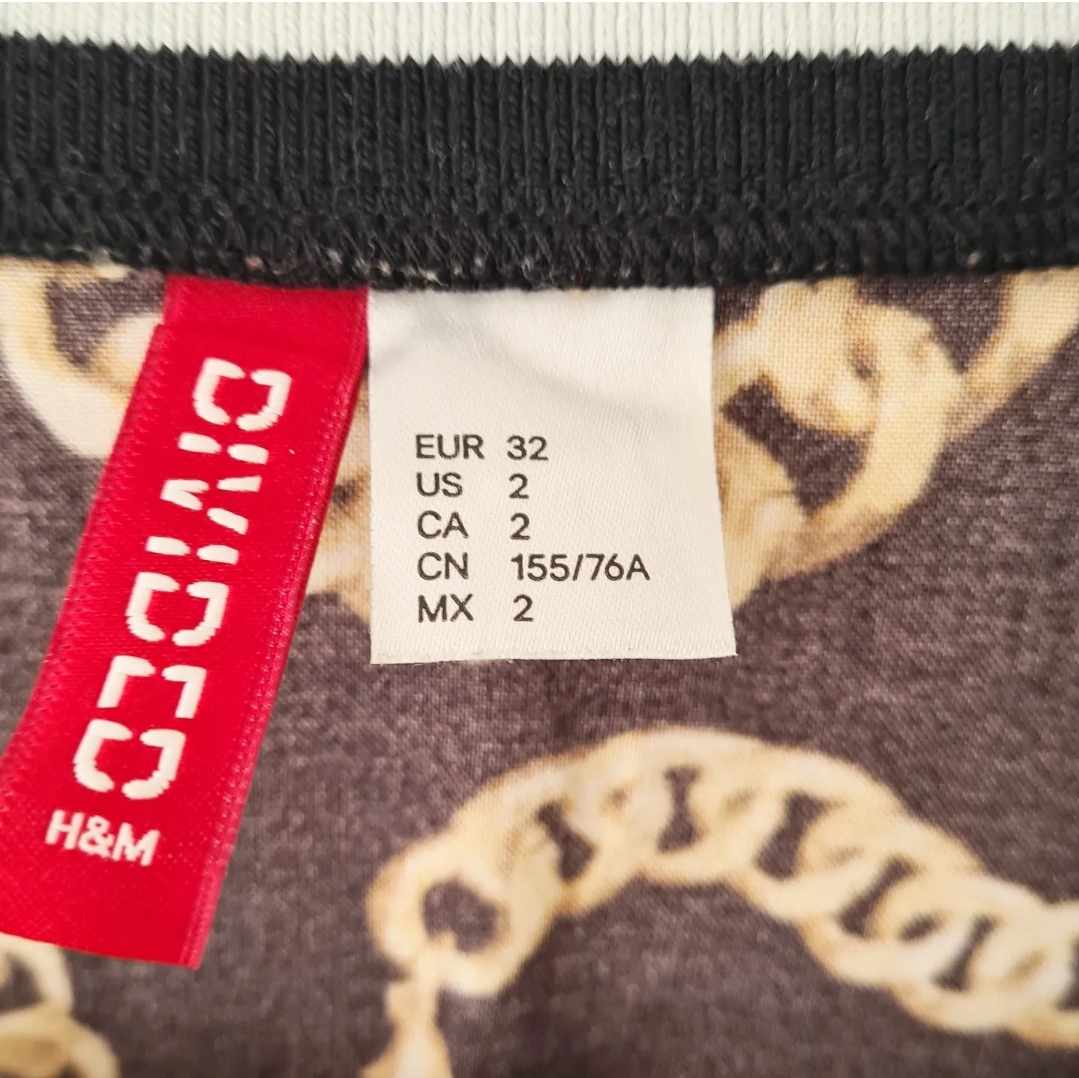 DIVIDED
H&M
EUR 32
US 2
CA 2
CN 155/76A
MX 2